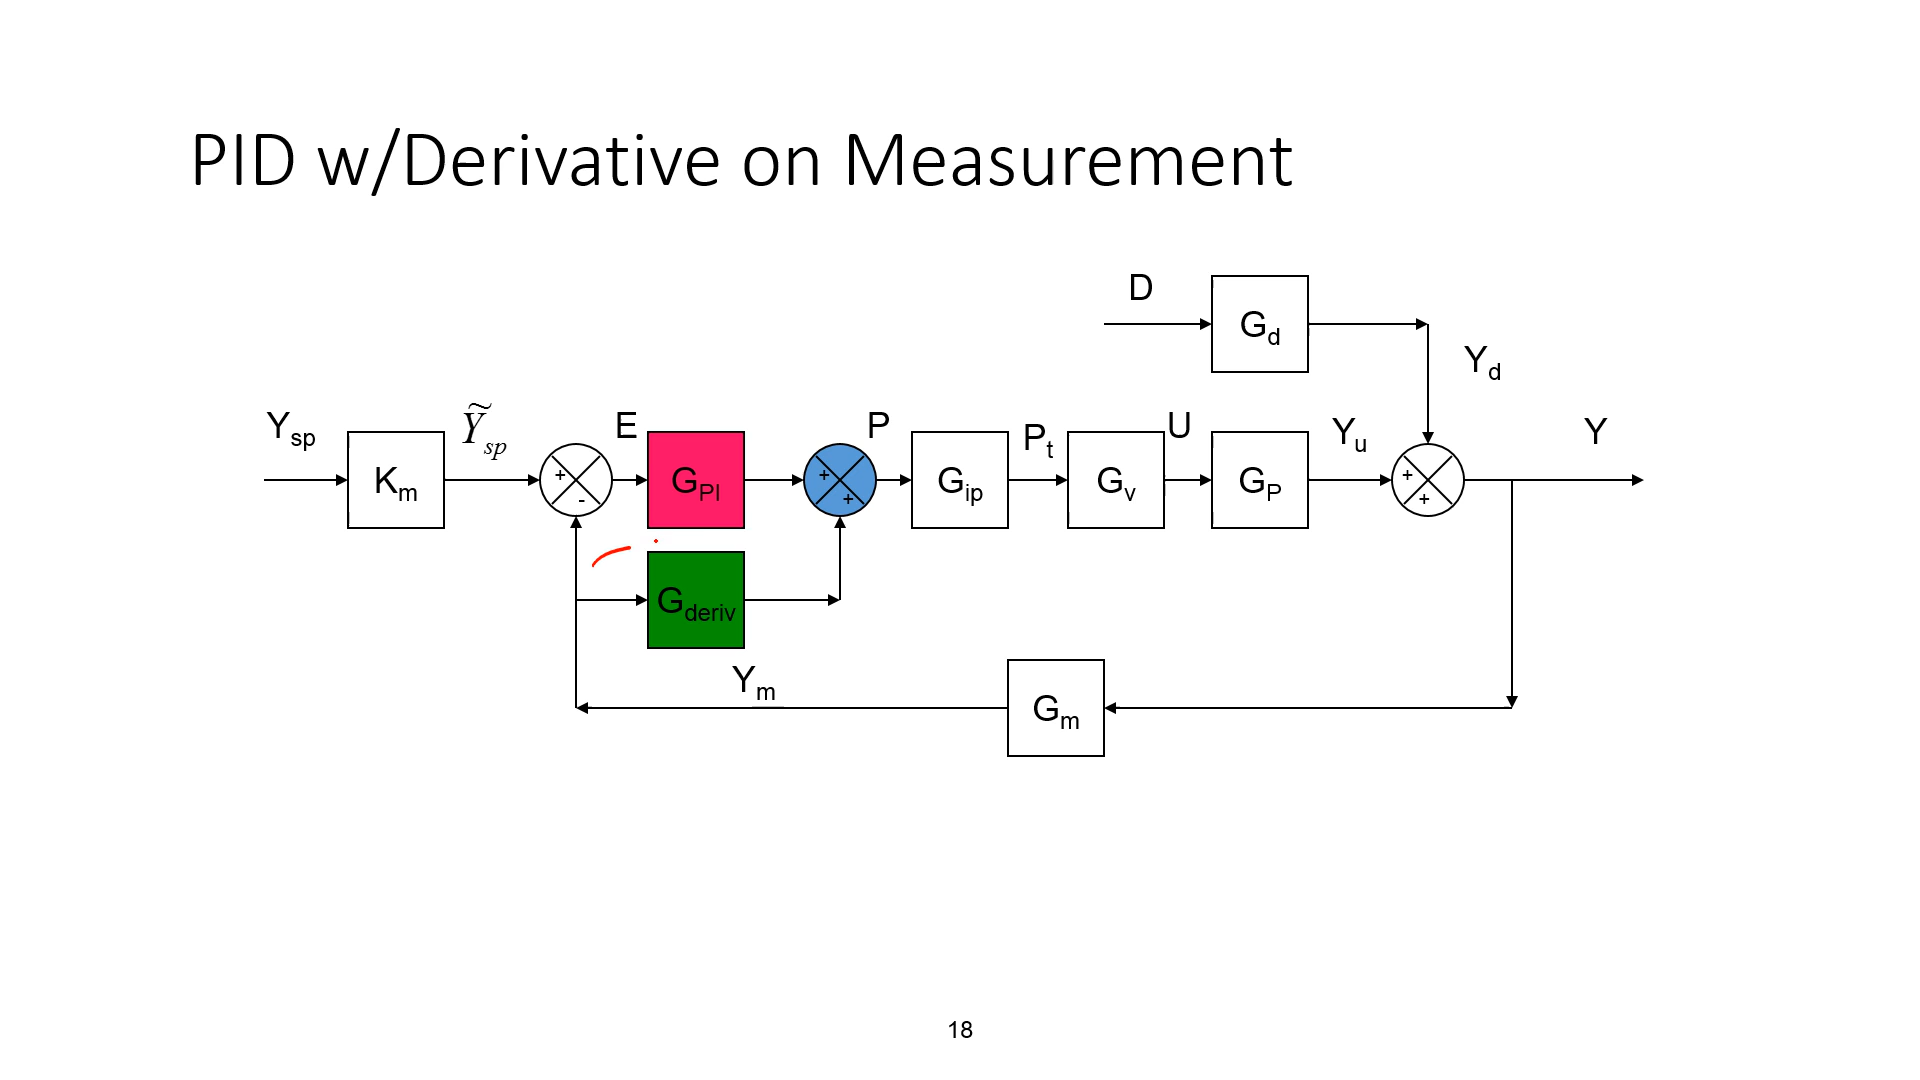 PID w/Derivative on Measurement
D
G_d
Y_d
Y_sp
K_m
Ỹ_sp
+
-
E
G_PI
+
+
P
G_ip
P_t
G_v
U
G_P
Y_u
+
+
Y
G_deriv
Y_m
G_m
18